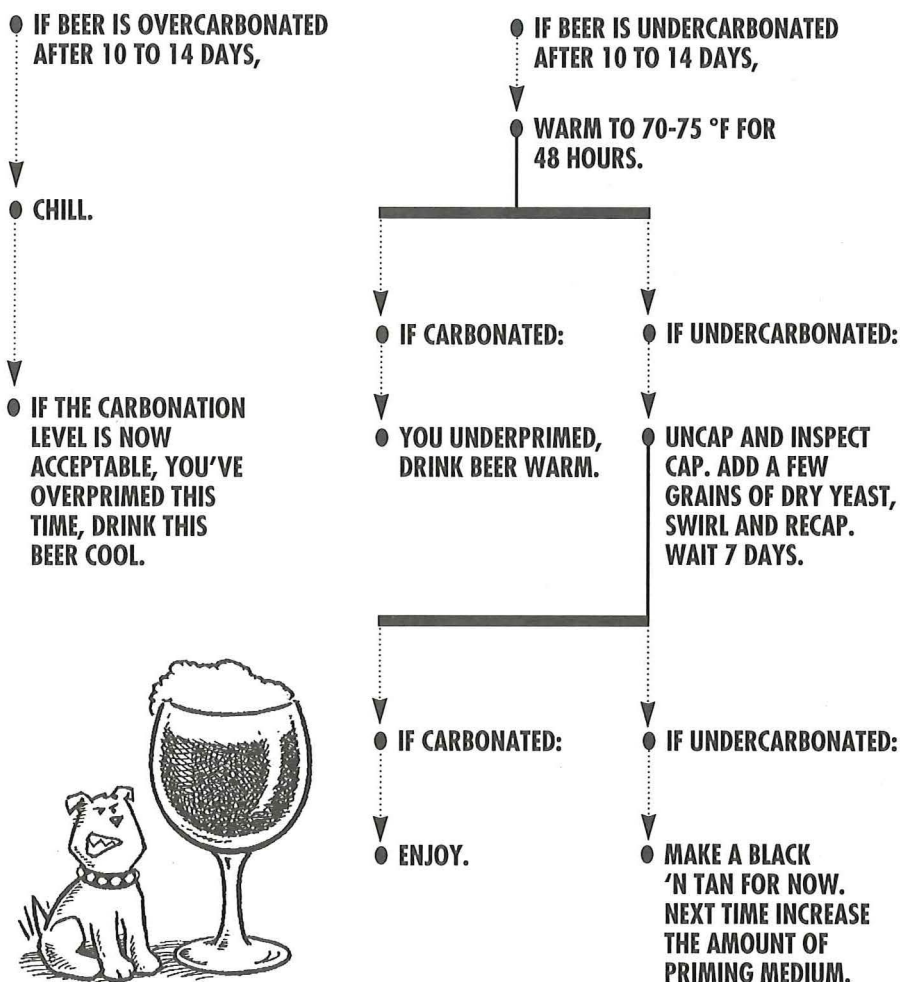 IF BEER IS OVERCARBONATED
AFTER 10 TO 14 DAYS,
CHILL.
IF THE CARBONATION
LEVEL IS NOW
ACCEPTABLE, YOU'VE
OVERPRIMED THIS
TIME, DRINK THIS
BEER COOL.
IF BEER IS UNDERCARBONATED
AFTER 10 TO 14 DAYS,
WARM TO 70-75 °F FOR
48 HOURS.
IF CARBONATED:
YOU UNDERPRIMED,
DRINK BEER WARM.
IF UNDERCARBONATED:
UNCAP AND INSPECT
CAP. ADD A FEW
GRAINS OF DRY YEAST,
SWIRL AND RECAP.
WAIT 7 DAYS.
IF CARBONATED:
ENJOY.
IF UNDERCARBONATED:
MAKE A BLACK
'N TAN FOR NOW.
NEXT TIME INCREASE
THE AMOUNT OF
PRIMING MEDIUM.